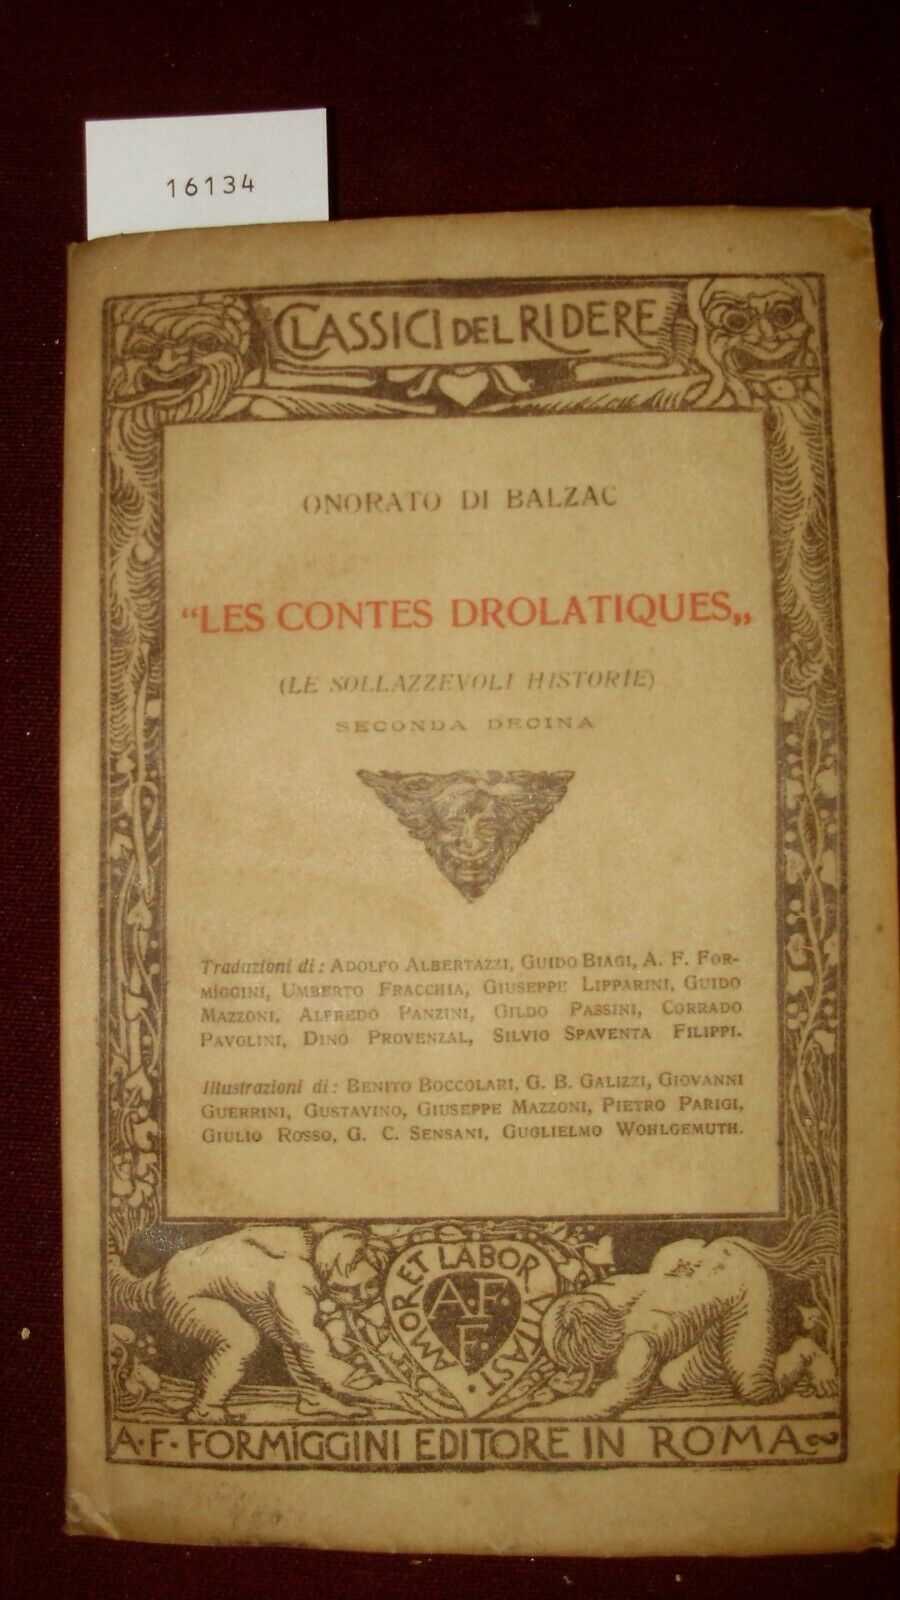 16134
CLASSICI DEL RIDERE
ONORATO DI BALZAC
“LES CONTES DROLATIQUES„
(LE SOLLAZZEVOLI HISTORIE)
SECONDA DECINA
Traduzioni di: ADOLFO ALBERTAZZI, GUIDO BIAGI, A. F. FOR-
MÌGGINI, UMBERTO FRACCHIA, GIUSEPPE LIPPARINI, GUIDO
MAZZONI, ALFREDO PANZINI, GILDO PASSINI, CORRADO
PAVOLINI, DINO PROVENZAL, SILVIO SPAVENTA FILIPPI.
Illustrazioni di: BENITO BOCCOLARI, G. B. GALIZZI, GIOVANNI
GUERRINI, GUSTAVINO, GIUSEPPE MAZZONI, PIETRO PARIGI,
GIULIO ROSSO, G. C. SENSANI, GUGLIELMO WOHLGEMUTH.
AMOR ET LABOR VITAST
A·F·
F·
A·F·FORMÌGGINI EDITORE IN ROMA